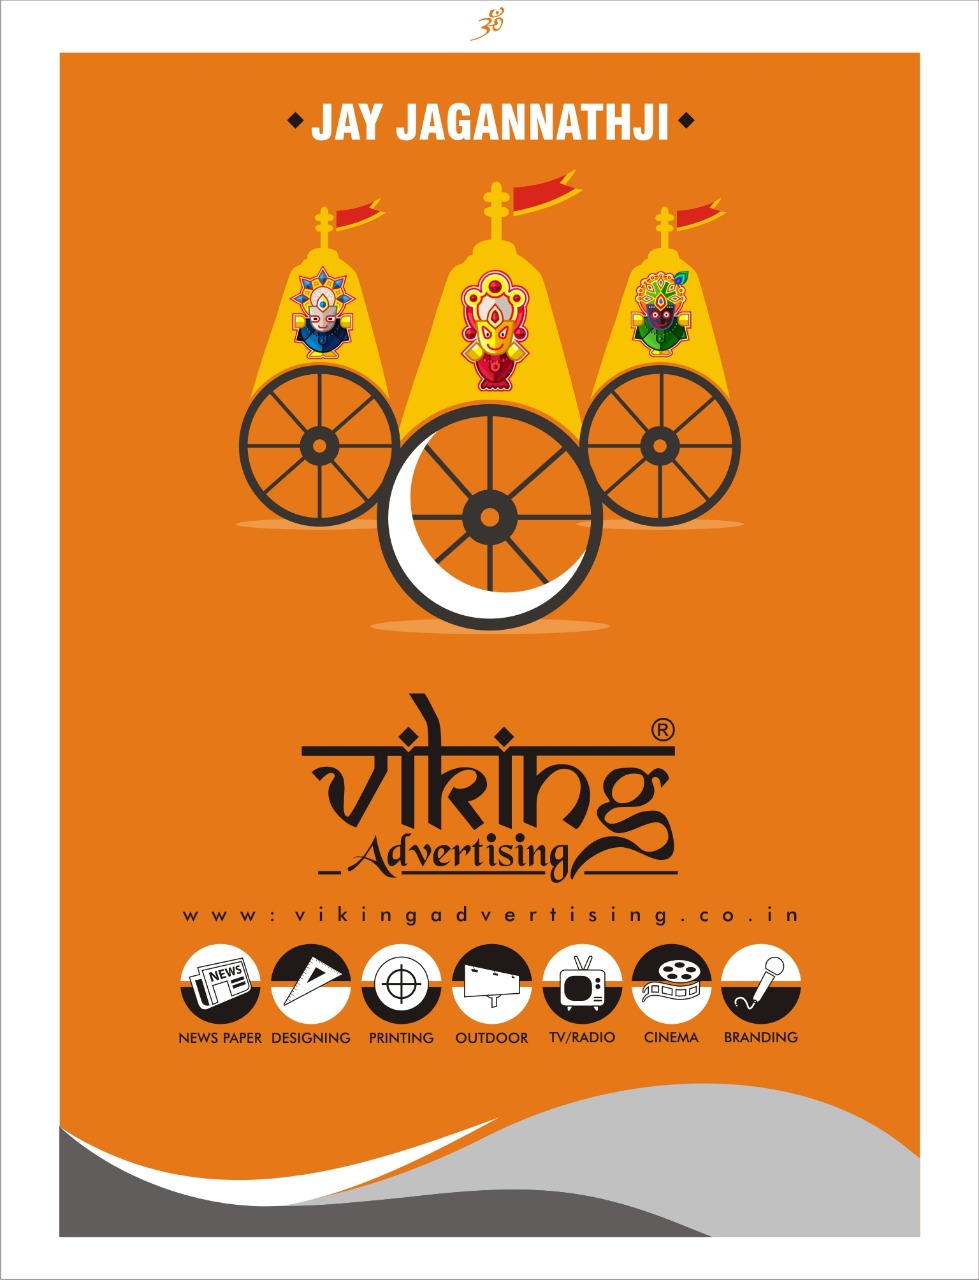 ॐ
JAY JAGANNATHJI
viking ®
Advertising
www:vikingadvertising.co.in
NEWS
NEWS PAPER DESIGNING PRINTING OUTDOOR TV/RADIO CINEMA BRANDING